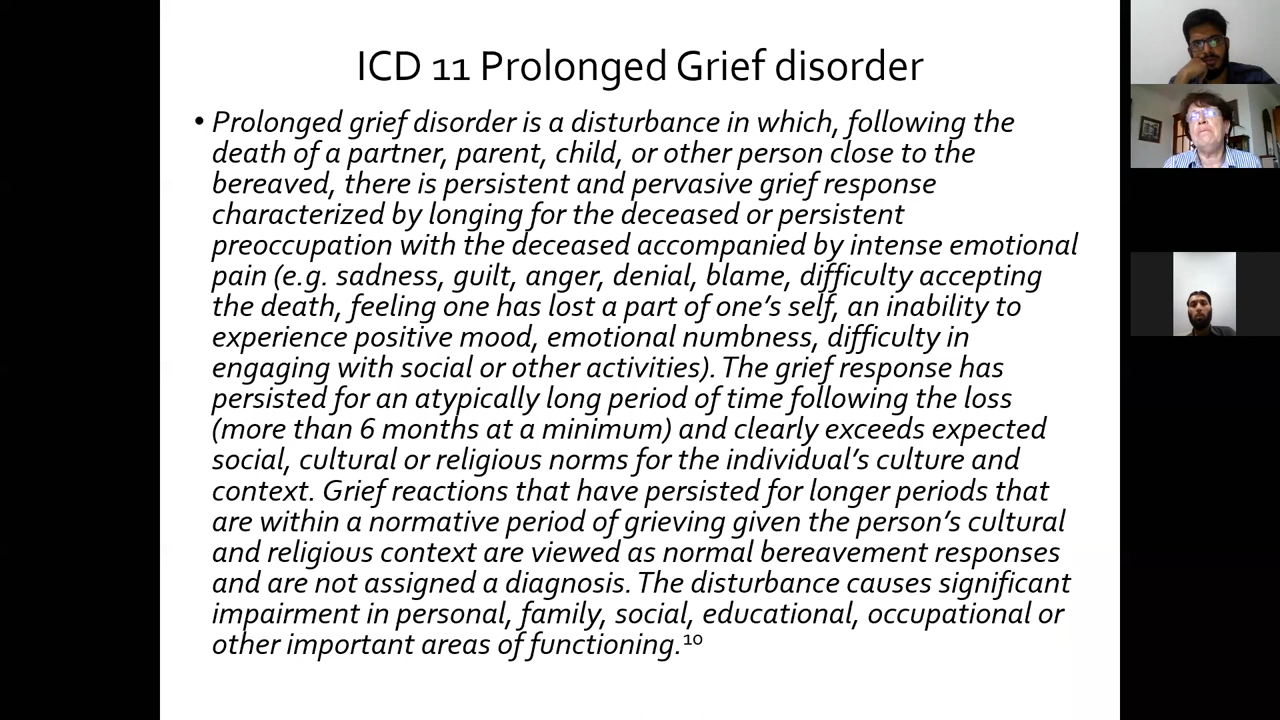 ICD 11 Prolonged Grief disorder
• Prolonged grief disorder is a disturbance in which, following the
death of a partner, parent, child, or other person close to the
bereaved, there is persistent and pervasive grief response
characterized by longing for the deceased or persistent
preoccupation with the deceased accompanied by intense emotional
pain (e.g. sadness, guilt, anger, denial, blame, difficulty accepting
the death, feeling one has lost a part of one’s self, an inability to
experience positive mood, emotional numbness, difficulty in
engaging with social or other activities). The grief response has
persisted for an atypically long period of time following the loss
(more than 6 months at a minimum) and clearly exceeds expected
social, cultural or religious norms for the individual’s culture and
context. Grief reactions that have persisted for longer periods that
are within a normative period of grieving given the person’s cultural
and religious context are viewed as normal bereavement responses
and are not assigned a diagnosis. The disturbance causes significant
impairment in personal, family, social, educational, occupational or
other important areas of functioning.¹⁰